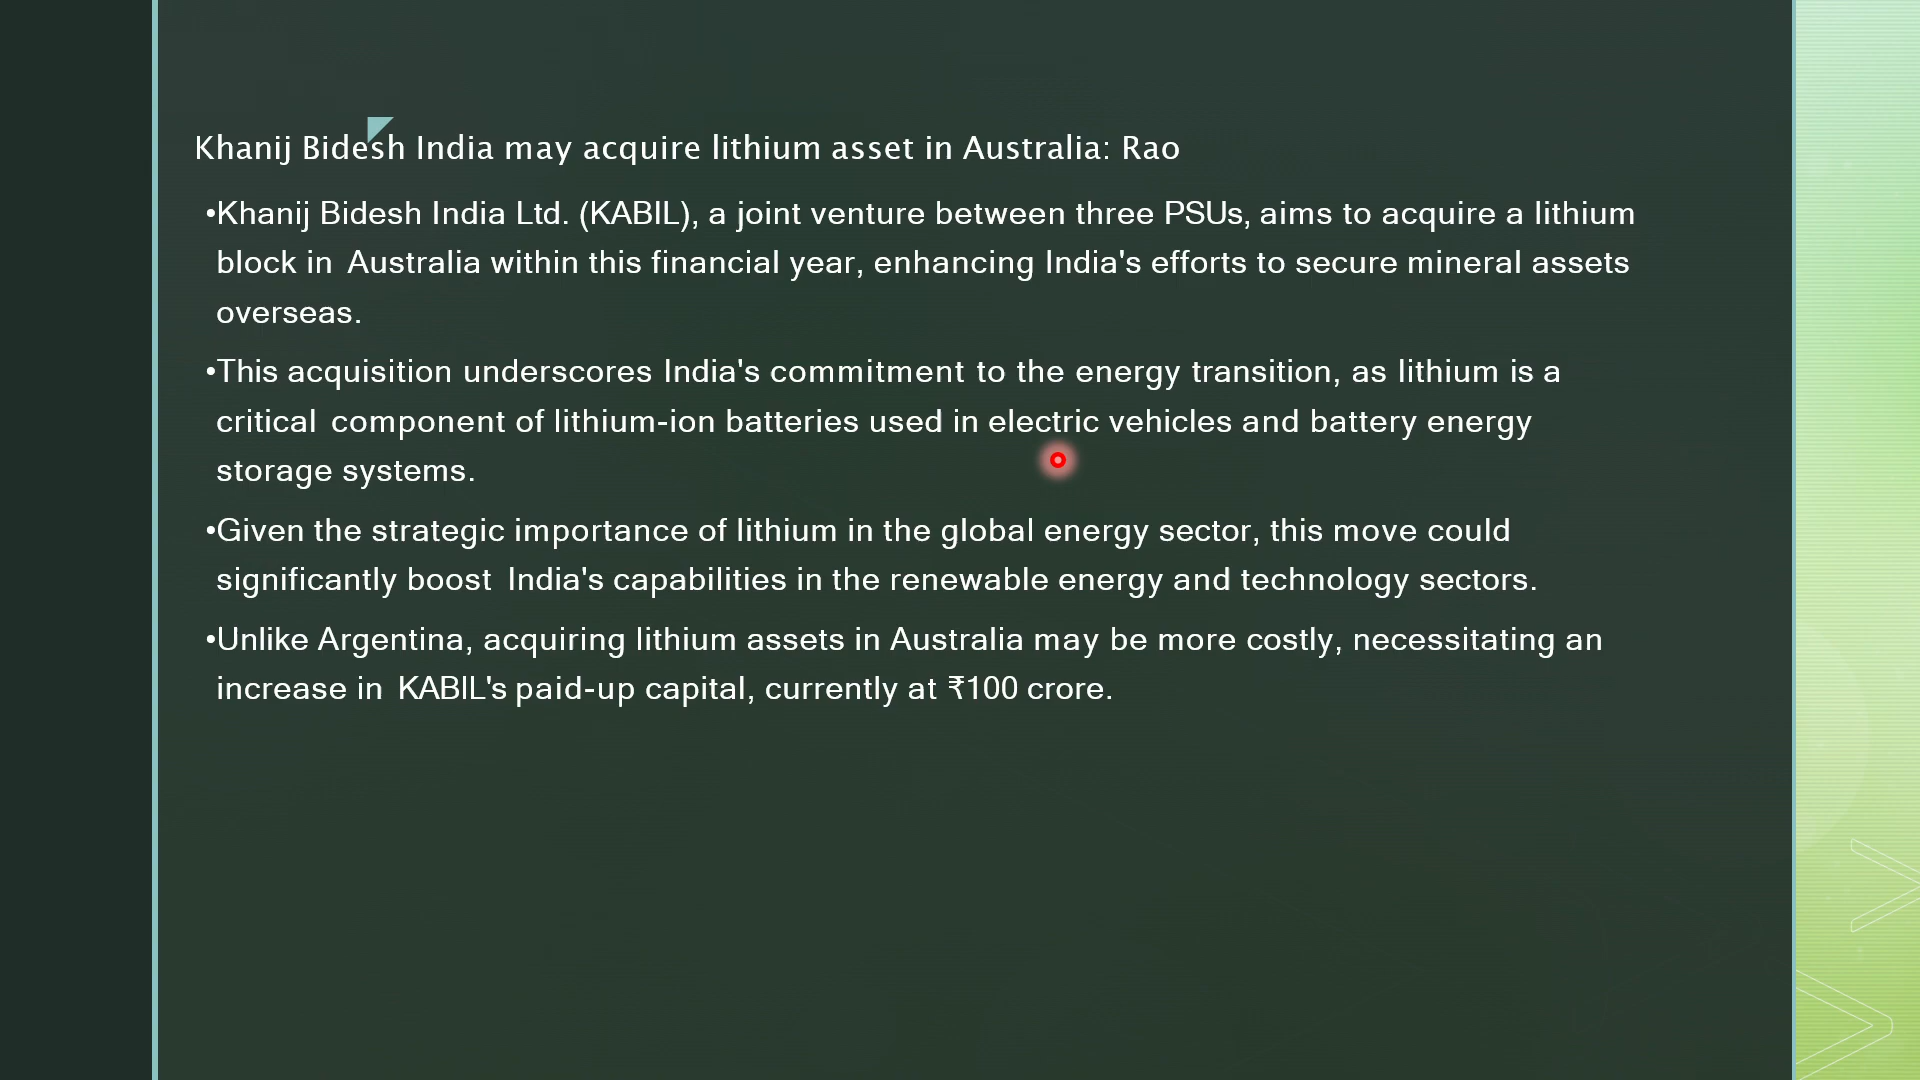 Khanij Bidesh India may acquire lithium asset in Australia: Rao
•Khanij Bidesh India Ltd. (KABIL), a joint venture between three PSUs, aims to acquire a lithium
block in Australia within this financial year, enhancing India's efforts to secure mineral assets
overseas.
•This acquisition underscores India's commitment to the energy transition, as lithium is a
critical component of lithium-ion batteries used in electric vehicles and battery energy
storage systems.
•Given the strategic importance of lithium in the global energy sector, this move could
significantly boost India's capabilities in the renewable energy and technology sectors.
•Unlike Argentina, acquiring lithium assets in Australia may be more costly, necessitating an
increase in KABIL's paid-up capital, currently at ₹100 crore.